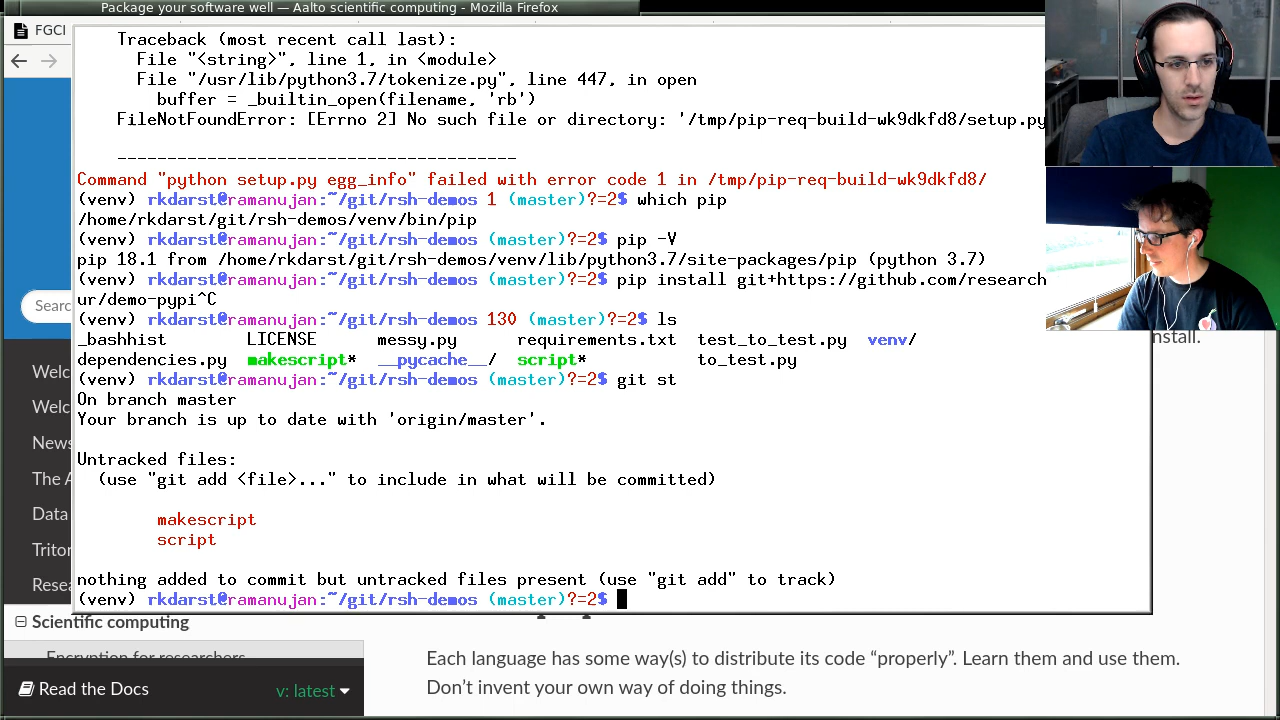 Package your software well — Aalto scientific computing - Mozilla Firefox
FGCI
Traceback (most recent call last):
File "<string>", line 1, in <module>
File "/usr/lib/python3.7/tokenize.py", line 447, in open
buffer = _builtin_open(filename, 'rb')
FileNotFoundError: [Errno 2] No such file or directory: '/tmp/pip-req-build-wk9dkfd8/setup.py
----------------------------------------
Command "python setup.py egg_info" failed with error code 1 in /tmp/pip-req-build-wk9dkfd8/
(venv) rkdarst@ramanujan:~/git/rsh-demos 1 (master)?=2$ which pip
/home/rkdarst/git/rsh-demos/venv/bin/pip
(venv) rkdarst@ramanujan:~/git/rsh-demos (master)?=2$ pip -V
pip 18.1 from /home/rkdarst/git/rsh-demos/venv/lib/python3.7/site-packages/pip (python 3.7)
(venv) rkdarst@ramanujan:~/git/rsh-demos (master)?=2$ pip install git+https://github.com/research
ur/demo-pypi^C
(venv) rkdarst@ramanujan:~/git/rsh-demos 130 (master)?=2$ ls
_bashhist LICENSE messy.py requirements.txt test_to_test.py venv/
dependencies.py makescript* __pycache__/ script* to_test.py
(venv) rkdarst@ramanujan:~/git/rsh-demos (master)?=2$ git st
On branch master
Your branch is up to date with 'origin/master'.
Untracked files:
(use "git add <file>..." to include in what will be committed)
makescript
script
nothing added to commit but untracked files present (use "git add" to track)
(venv) rkdarst@ramanujan:~/git/rsh-demos (master)?=2$
Searc
nstall.
Welc
Welc
News
The A
Data
Triton
Resea
Scientific computing
Encryption for researchers
Read the Docs
v: latest
Each language has some way(s) to distribute its code “properly”. Learn them and use them.
Don’t invent your own way of doing things.